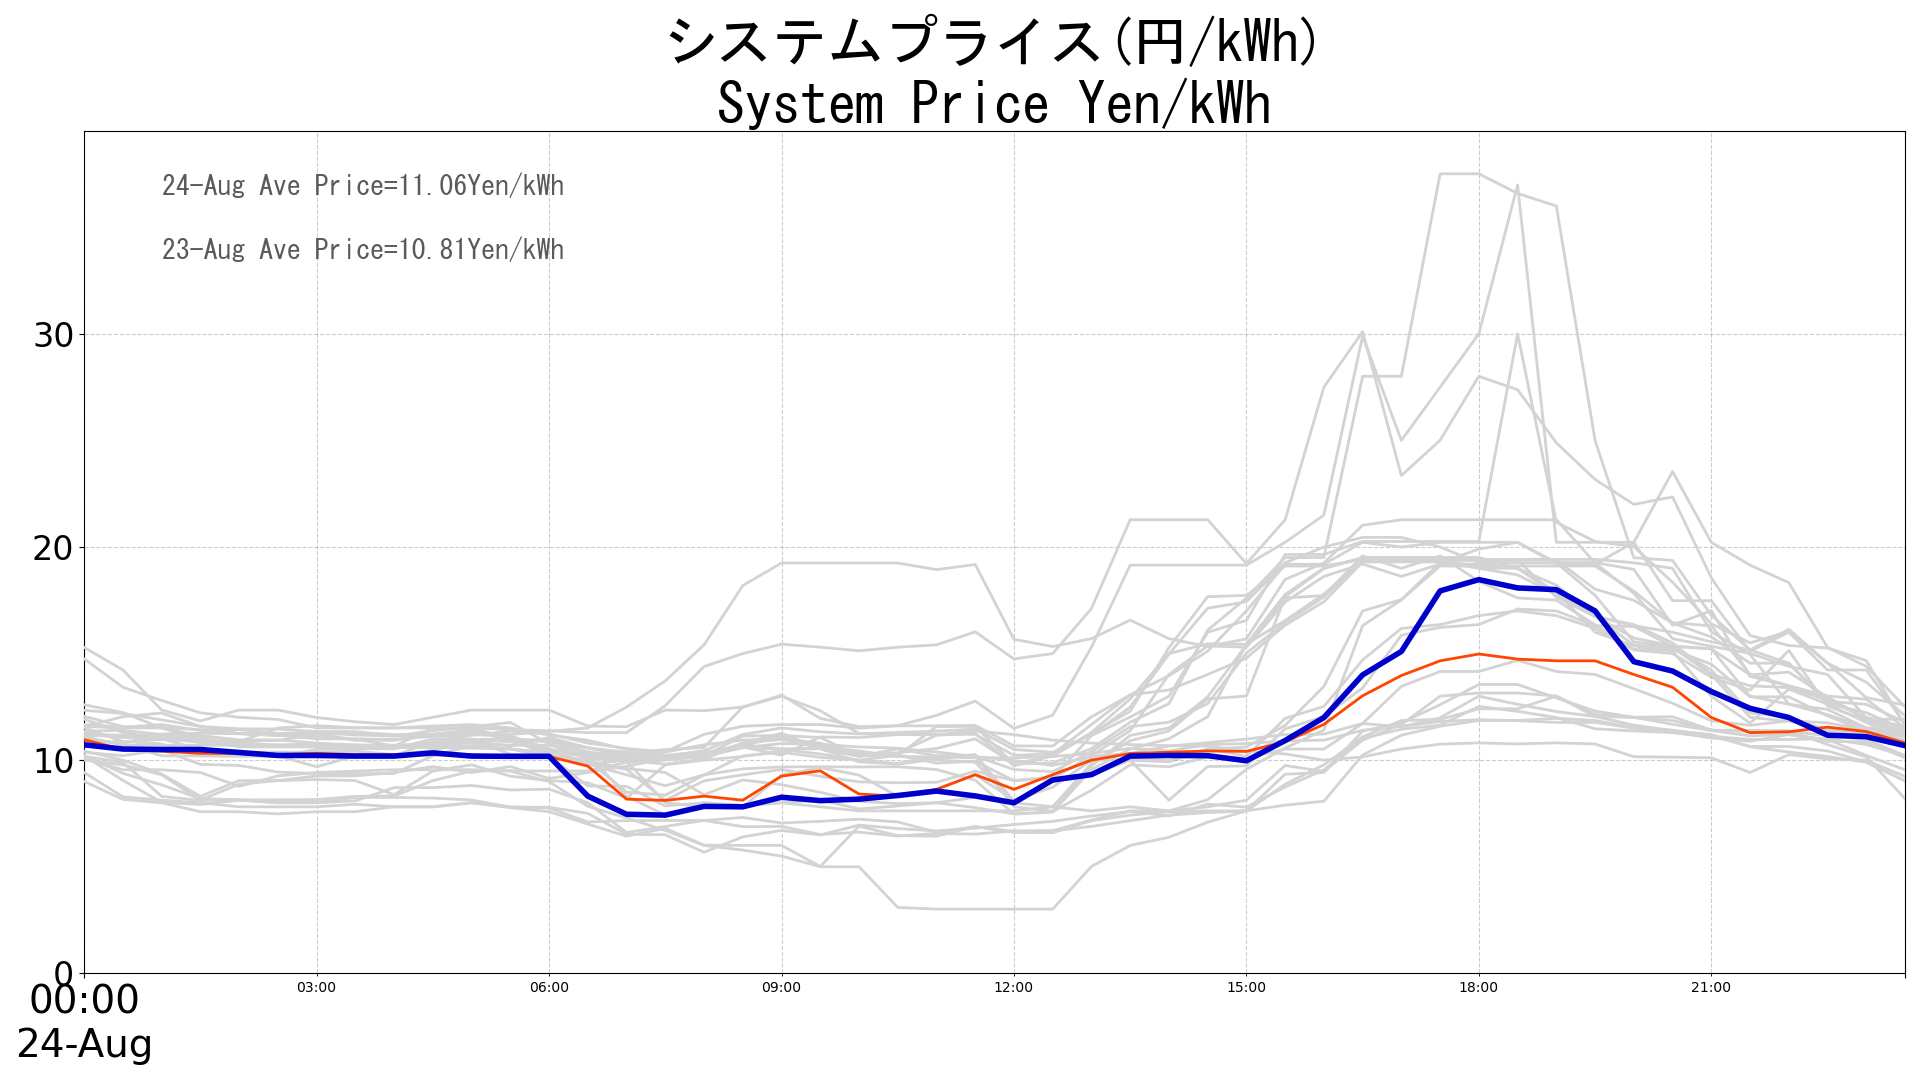 システムプライス(円/kWh)
System Price Yen/kWh
24-Aug Ave Price=11.06Yen/kWh
23-Aug Ave Price=10.81Yen/kWh
30
20
10
0
00:00
03:00
06:00
09:00
12:00
15:00
18:00
21:00
24-Aug